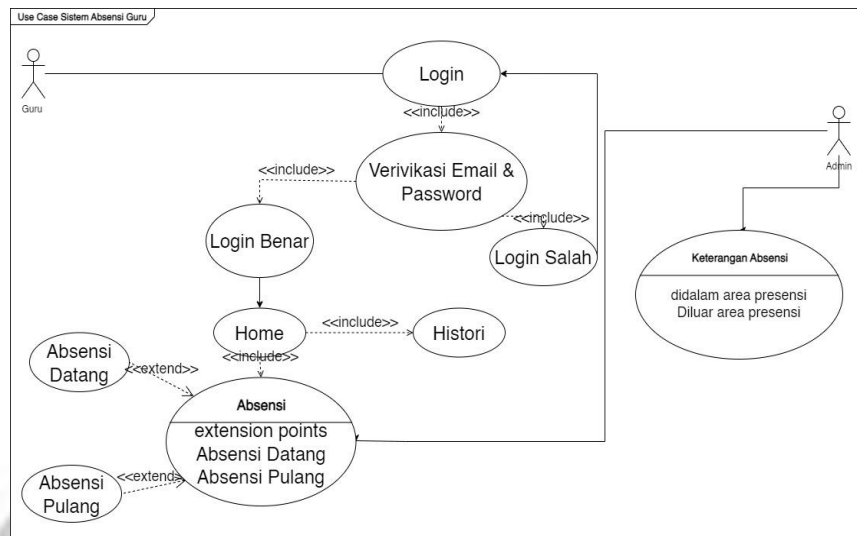 Use Case Sistem Absensi Guru
Guru
Login
<<include>>
Admin
Verivikasi Email &
Password
<<include>>
<<include>>
Login Benar
Login Salah
Keterangan Absensi
didalam area presensi
Diluar area presensi
Home
<<include>>
Histori
<<include>>
Absensi
Datang
<<extend>>
Absensi
extension points
Absensi Datang
Absensi Pulang
Absensi
Pulang
<<extend>>